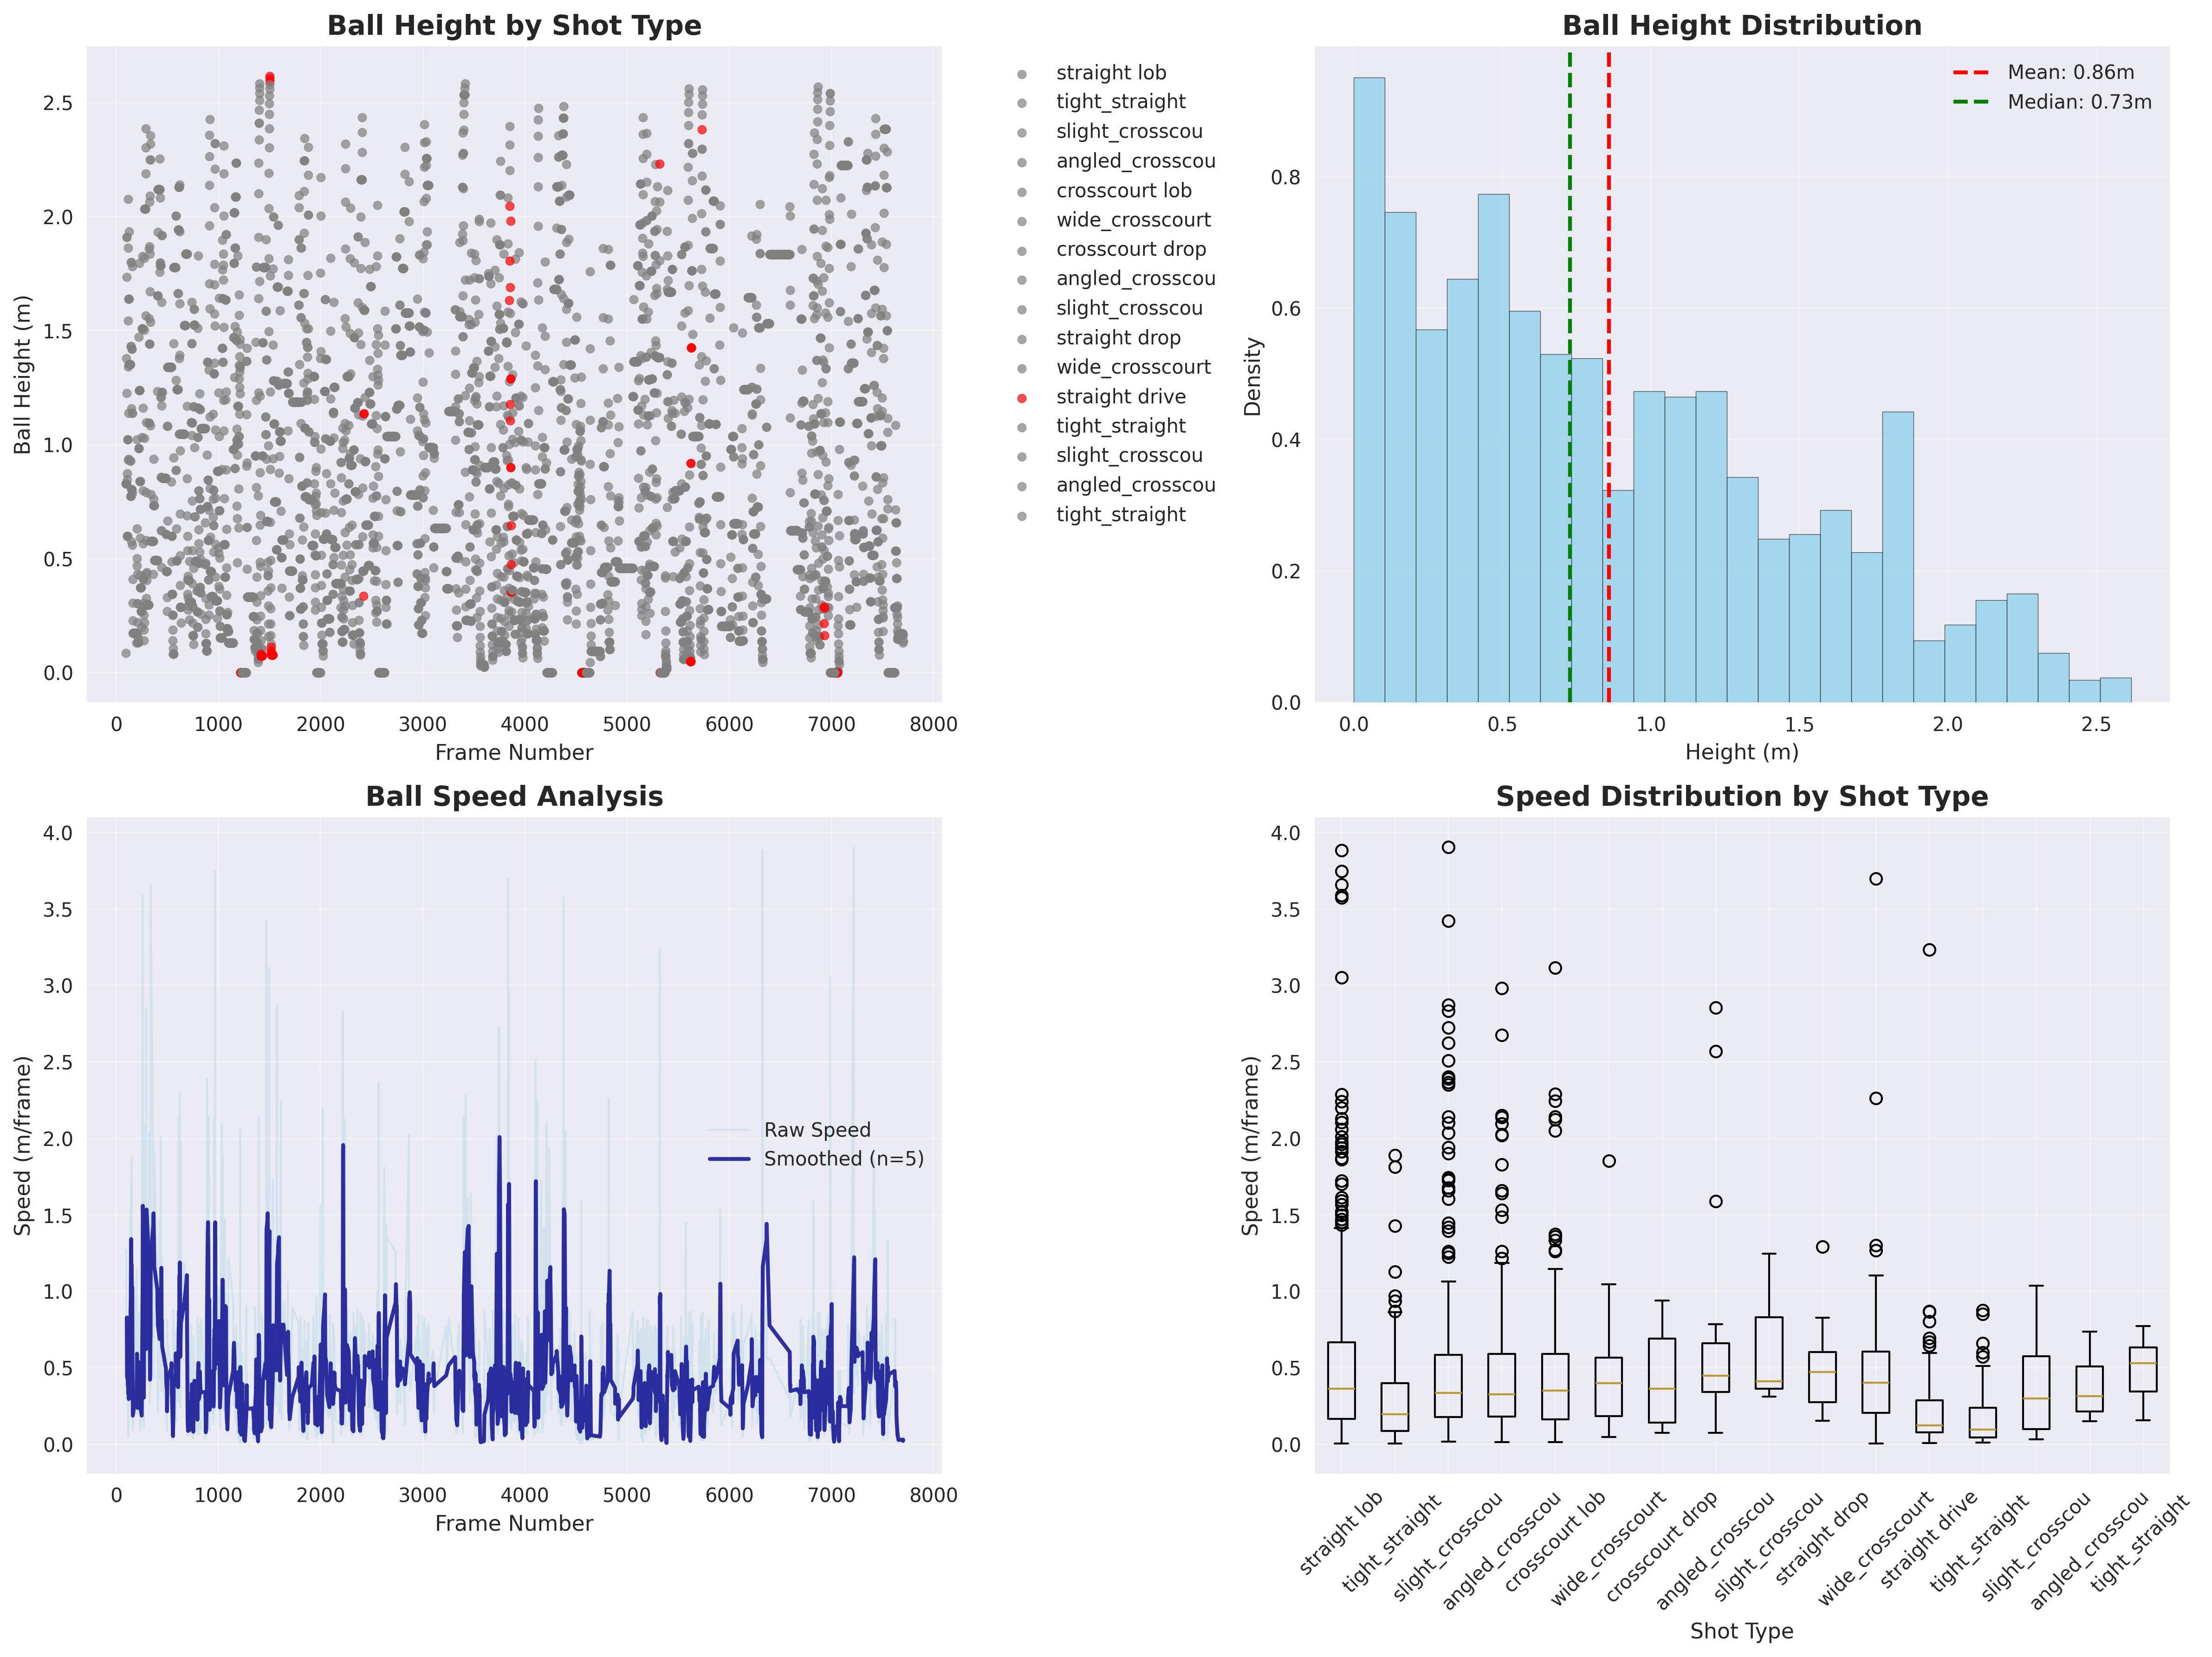 Ball Height by Shot Type
Ball Height (m)
2.5
2.0
1.5
1.0
0.5
0.0
0 1000 2000 3000 4000 5000 6000 7000 8000
Frame Number
straight lob
tight_straight
slight_crosscou
angled_crosscou
crosscourt lob
wide_crosscourt
crosscourt drop
angled_crosscou
slight_crosscou
straight drop
wide_crosscourt
straight drive
tight_straight
slight_crosscou
angled_crosscou
tight_straight
Ball Height Distribution
Density
0.8
0.6
0.4
0.2
0.0
Mean: 0.86m
Median: 0.73m
0.0 0.5 1.0 1.5 2.0 2.5
Height (m)
Ball Speed Analysis
Speed (m/frame)
4.0
3.5
3.0
2.5
2.0
1.5
1.0
0.5
0.0
Raw Speed
Smoothed (n=5)
0 1000 2000 3000 4000 5000 6000 7000 8000
Frame Number
Speed Distribution by Shot Type
Speed (m/frame)
4.0
3.5
3.0
2.5
2.0
1.5
1.0
0.5
0.0
straight lob
tight_straight
slight_crosscou
angled_crosscou
crosscourt lob
wide_crosscourt
crosscourt drop
angled_crosscou
slight_crosscou
straight drop
wide_crosscourt
straight drive
tight_straight
slight_crosscou
angled_crosscou
tight_straight
Shot Type